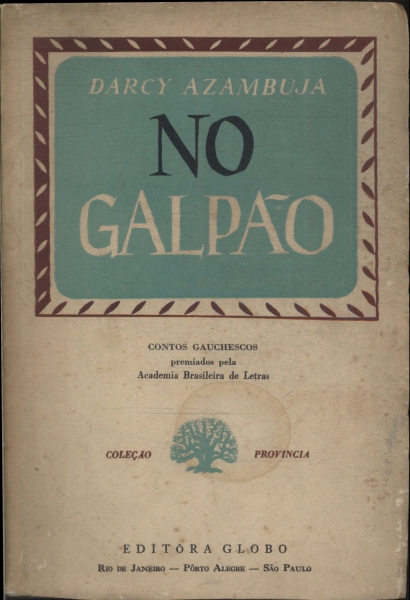 DARCY AZAMBUJA
NO
GALPÃO
CONTOS GAUCHESCOS
premiados pela
Academia Brasileira de Letras
COLEÇÃO PROVINCIA
EDITÔRA GLOBO
RIO DE JANEIRO — PÔRTO ALEGRE — SÃO PAULO